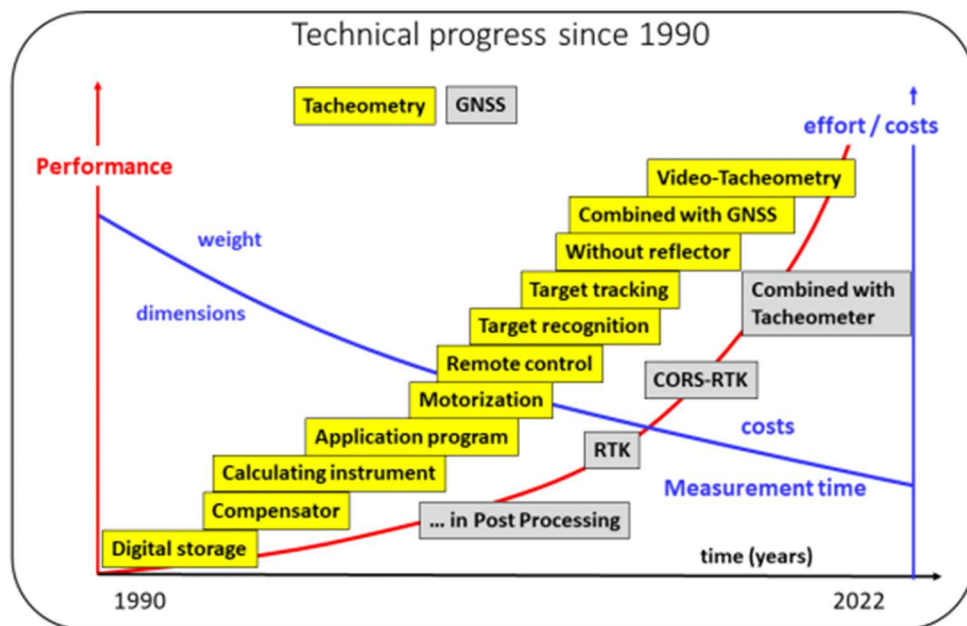 Technical progress since 1990
Tacheometry
GNSS
effort / costs
Performance
Video-Tacheometry
Combined with GNSS
weight
Without reflector
Target tracking
Combined with
Tacheometer
dimensions
Target recognition
Remote control
CORS-RTK
Motorization
costs
Application program
RTK
Calculating instrument
Measurement time
Compensator
... in Post Processing
Digital storage
time (years)
1990
2022